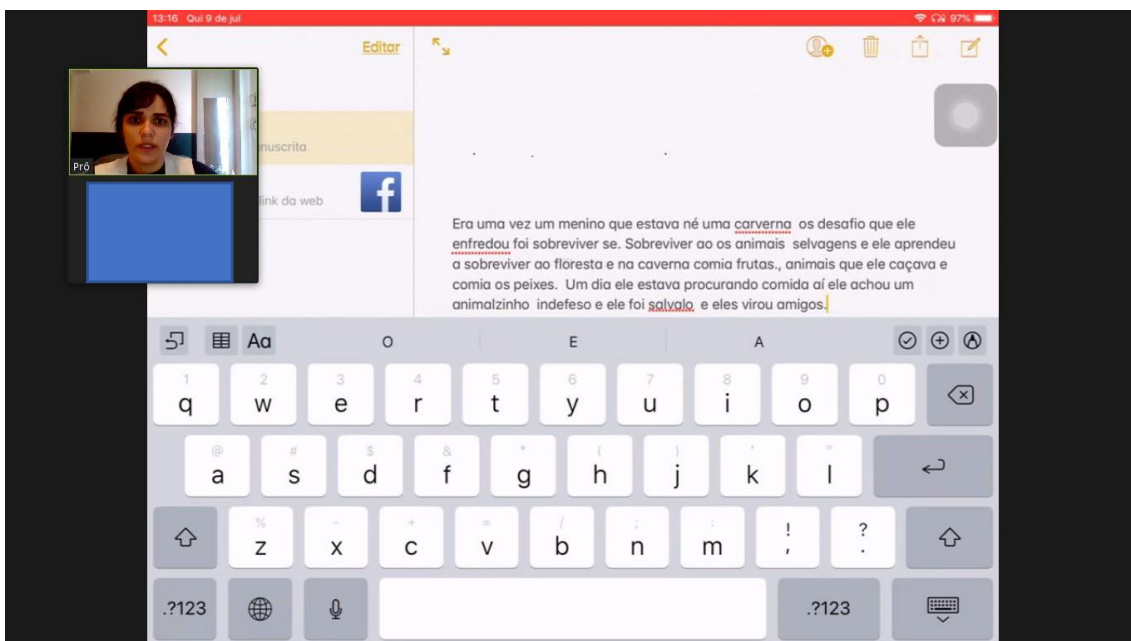 13:16 Qui 9 de jul 97%
Editar
Prô
nuscrita
link da web
f
Era uma vez um menino que estava né uma carverna os desafio que ele
enfredou foi sobreviver se. Sobreviver ao os animais selvagens e ele aprendeu
a sobreviver ao floresta e na caverna comia frutas., animais que ele caçava e
comia os peixes. Um dia ele estava procurando comida aí ele achou um
animalzinho indefeso e ele foi salvalo e eles virou amigos.
Aa O E A
1 2 3 4 5 6 7 8 9 0
q w e r t y u i o p
@ # $ & * ( ) ' "
a s d f g h j k l
% - + = / ; : ! ?
z x c v b n m , .
.?123 .?123